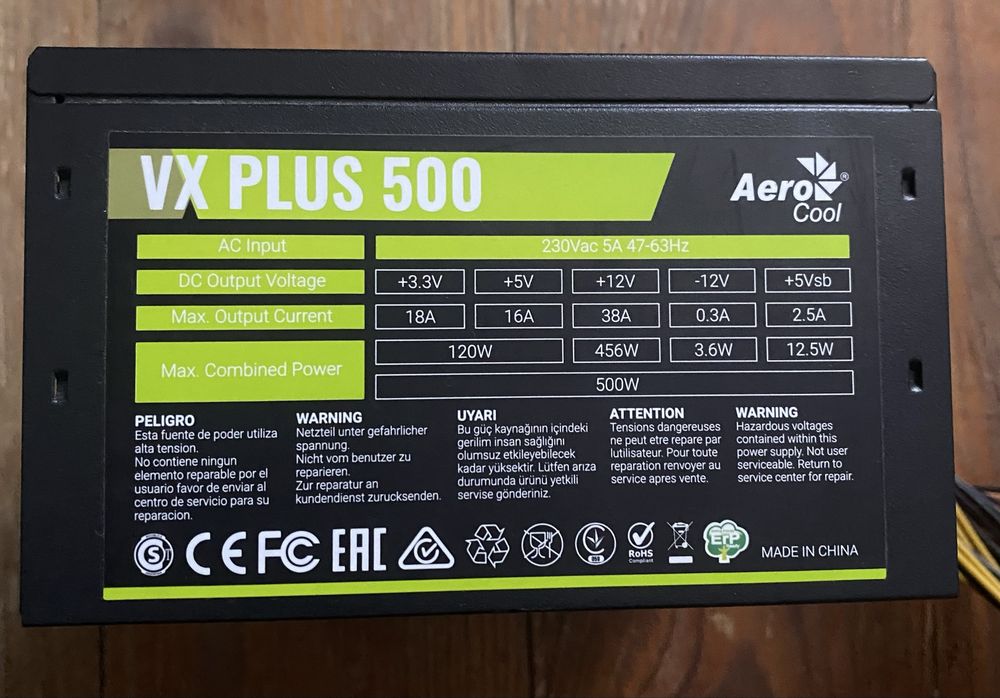 VX PLUS 500
Aero
Cool
®
AC Input 230Vac 5A 47-63Hz
DC Output Voltage +3.3V +5V +12V -12V +5Vsb
Max. Output Current 18A 16A 38A 0.3A 2.5A
Max. Combined Power 120W 456W 3.6W 12.5W
500W
PELIGRO
Esta fuente de poder utiliza
alta tension.
No contiene ningun
elemento reparable por el
usuario favor de enviar al
centro de servicio para su
reparacion.
WARNING
Netzteil unter gefahrlicher
spannung.
Nicht vom benutzer zu
reparieren.
Zur reparatur an
kundendienst zurucksenden.
UYARI
Bu güç kaynağının içindeki
gerilim insan sağlığını
olumsuz etkileyebilecek
kadar yüksektir. Lütfen arıza
durumunda ürünü yetkili
servise gönderiniz.
ATTENTION
Tensions dangereuses
ne peut etre repare par
lutilisateur. Pour toute
reparation renvoyer au
service apres vente.
WARNING
Hazardous voltages
contained within this
power supply. Not user
serviceable. Return to
service center for repair.
S CE FC EAC
RoHS
Compliant
ErP
MADE IN CHINA